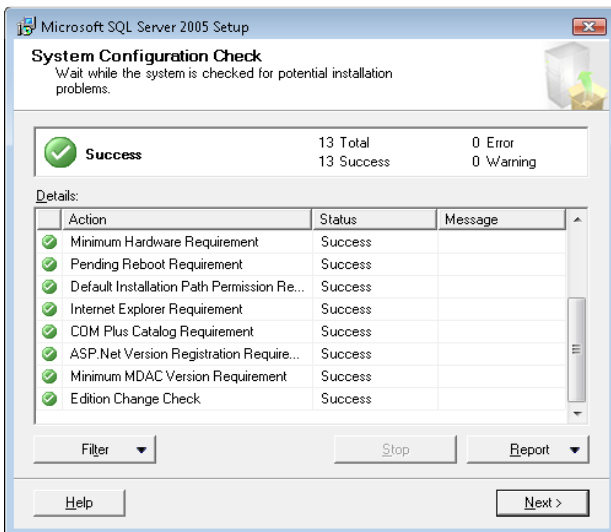 Microsoft SQL Server 2005 Setup
System Configuration Check
Wait while the system is checked for potential installation
problems.
Success
13 Total
0 Error
13 Success
0 Warning
Details:
Action Status Message
Minimum Hardware Requirement Success
Pending Reboot Requirement Success
Default Installation Path Permission Re... Success
Internet Explorer Requirement Success
COM Plus Catalog Requirement Success
ASP.Net Version Registration Require... Success
Minimum MDAC Version Requirement Success
Edition Change Check Success
Filter Stop Report
Help Next >